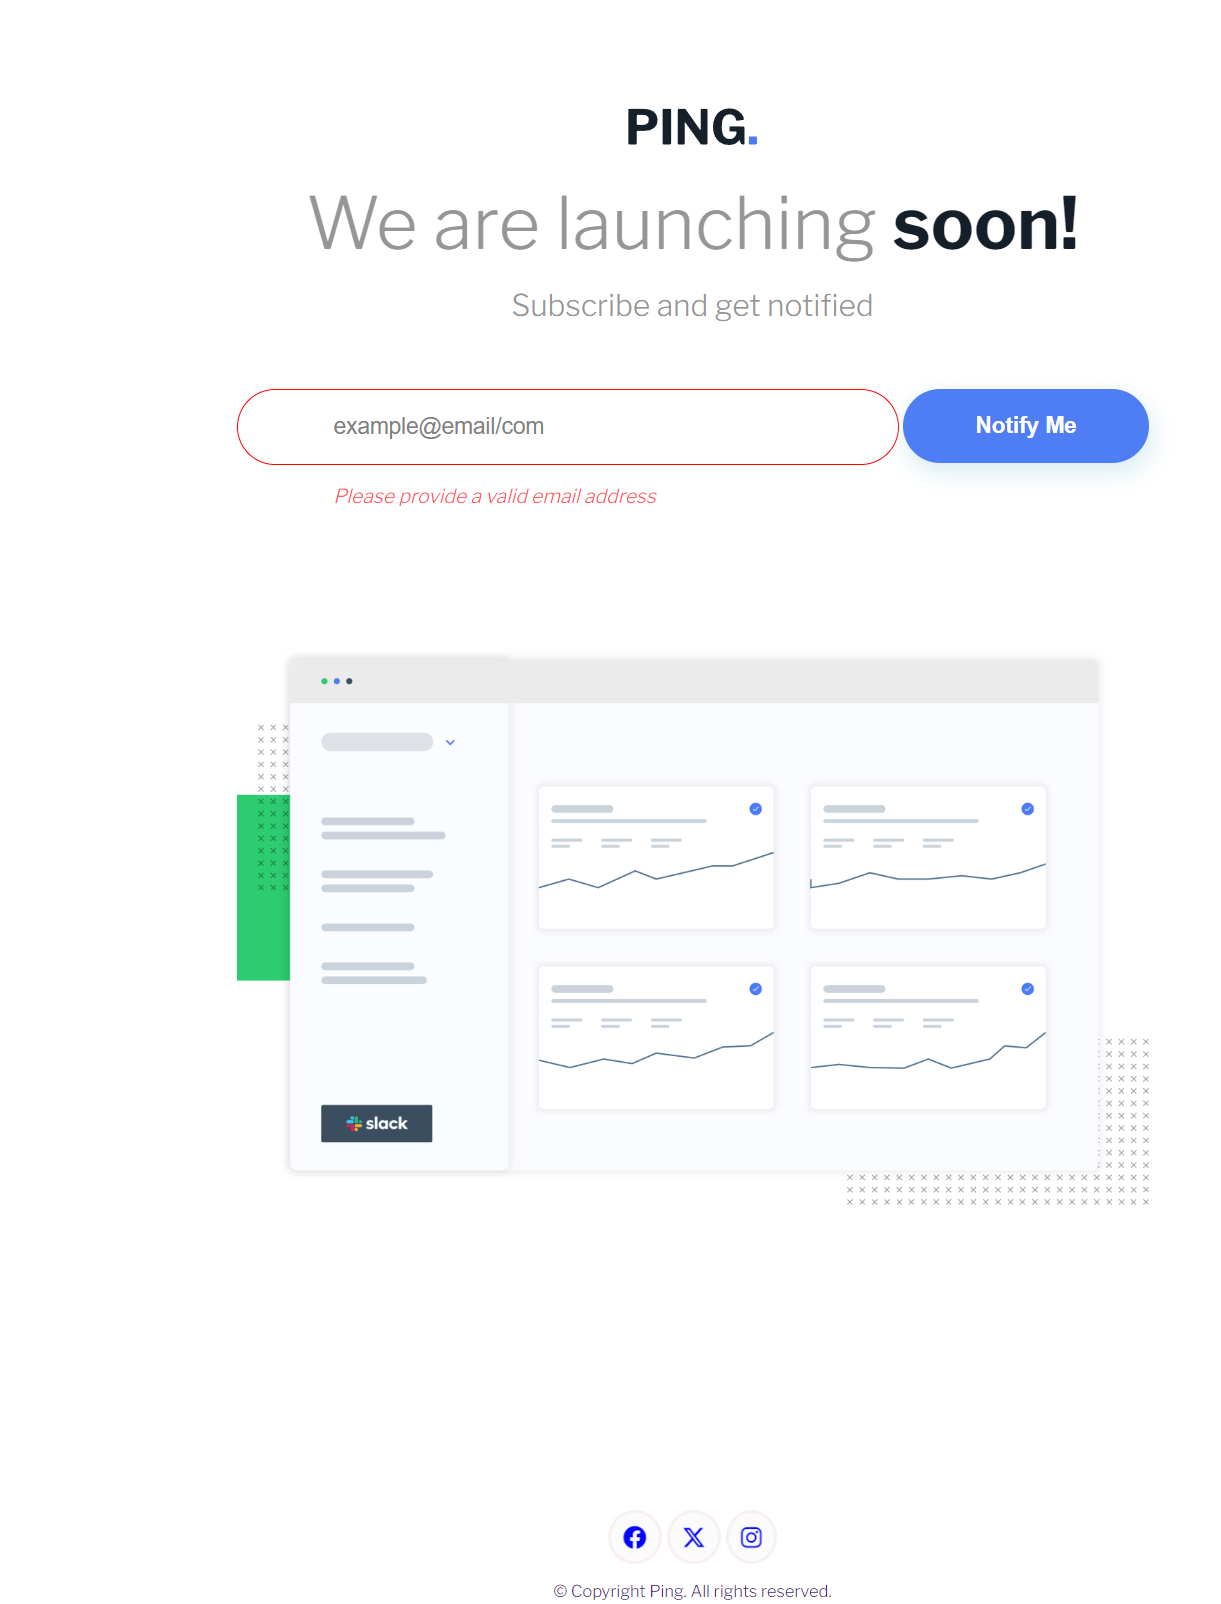 PING.
We are launching soon!
Subscribe and get notified
example@email/com
Notify Me
Please provide a valid email address
slack
© Copyright Ping. All rights reserved.